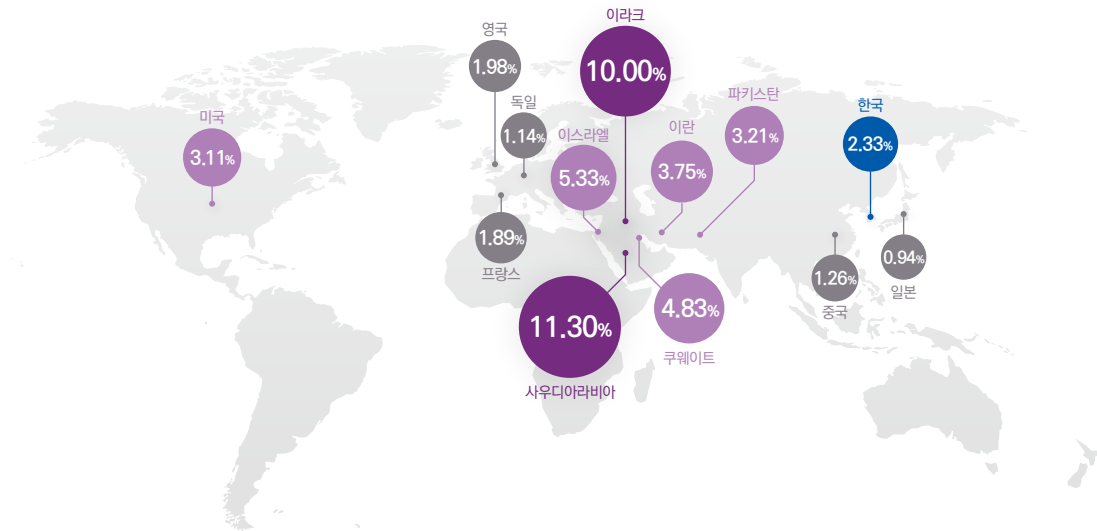 이라크
10.00%
영국
1.98%
독일
1.14%
이스라엘
5.33%
이란
3.75%
파키스탄
3.21%
한국
2.33%
미국
3.11%
1.89%
프랑스
11.30%
사우디아라비아
4.83%
쿠웨이트
1.26%
중국
0.94%
일본